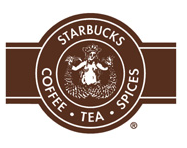 STARBUCKS
COFFEE • TEA • SPICES
®